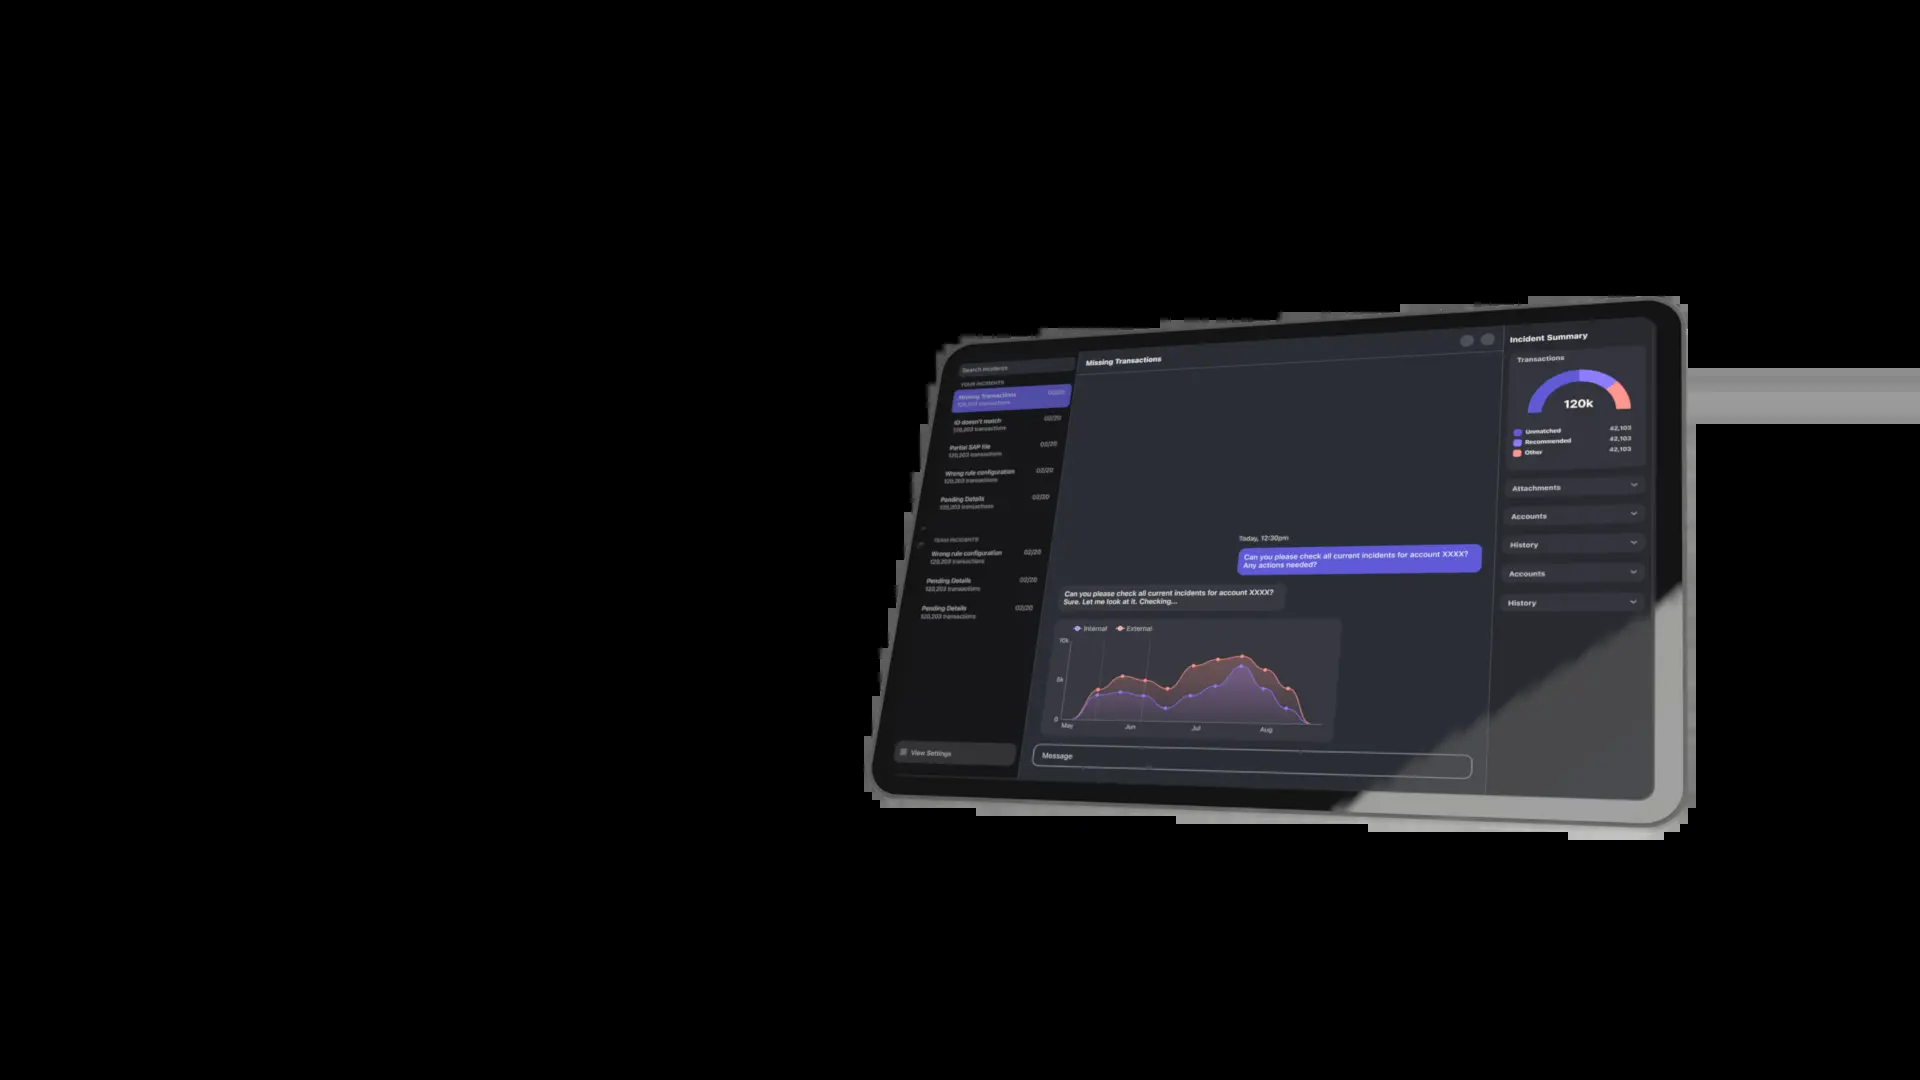 Search incidents
YOUR INCIDENTS
Missing Transactions 02/20
120,203 transactions
ID doesn't match 02/20
120,203 transactions
Partial SAP file 02/20
120,203 transactions
Wrong rule configuration 02/20
120,203 transactions
Pending Details 02/20
120,203 transactions
TEAM INCIDENTS
Wrong rule configuration 02/20
120,203 transactions
Pending Details 02/20
120,203 transactions
Pending Details 02/20
120,203 transactions
View Settings
Missing Transactions
Today, 12:30pm
Can you please check all current incidents for account XXXX?
Any actions needed?
Can you please check all current incidents for account XXXX?
Sure. Let me look at it. Checking...
Internal External
10k
5k
0
May Jun Jul Aug
Message
Incident Summary
Transactions
120k
Unmatched 42,103
Recommended 42,103
Other 42,103
Attachments
Accounts
History
Accounts
History